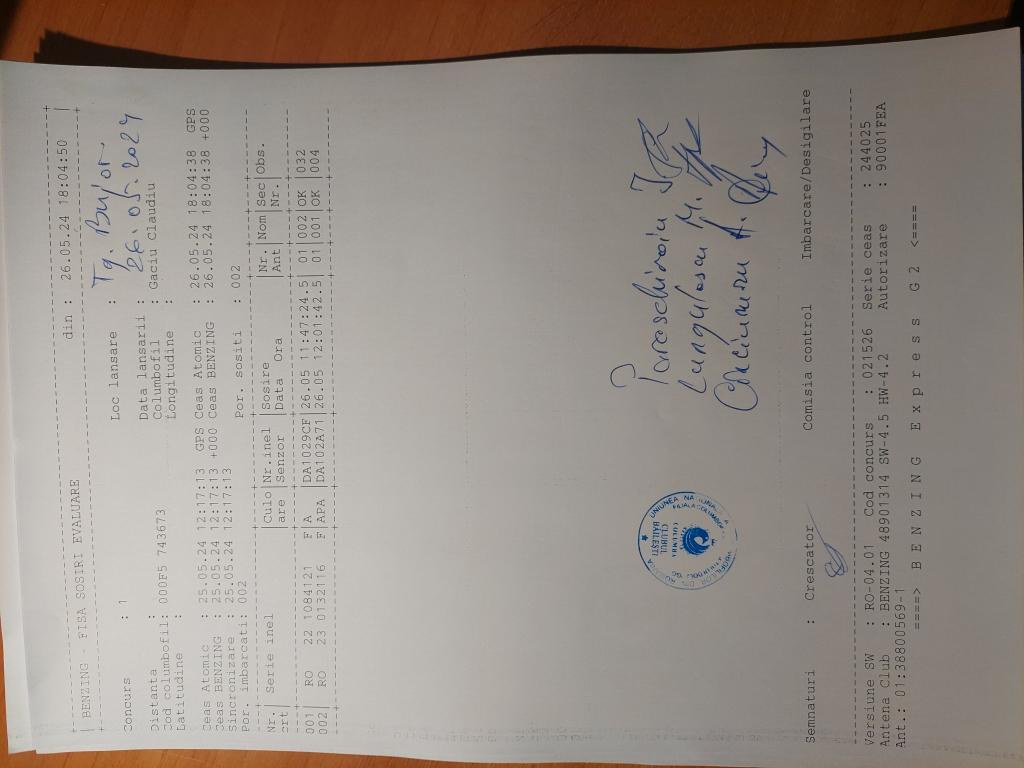 BENZING - FISA SOSIRI EVALUARE din : 26.05.24 18:04:50
Concurs : 1 Loc lansare : Tg. Bujor
Distanta : Data lansarii : 26.05.2024
Cod columbofil: 000F5 743673 Columbofil : Gaciu Claudiu
Latitudine : Longitudine :
Ceas Atomic : 25.05.24 12:17:13 GPS Ceas Atomic : 26.05.24 18:04:38 GPS
Ceas BENZING : 25.05.24 12:17:13 +000 Ceas BENZING : 26.05.24 18:04:38 +000
Sincronizare : 25.05.24 12:17:13
Por. imbarcati: 002 Por. sositi : 002
Nr.| Serie inel |Culo|Nr.inel |Sosire |Nr.|Nom|Sec|Obs.
crt| |are |Senzor |Data Ora |Ant| |Nr.|
001| RO 22 1084121 F|A |DA1029CF|26.05 11:47:24.5| 01|002|OK |032
002| RO 23 0132116 F|APA |DA102A71|26.05 12:01:42.5| 01|001|OK |004
UNIUNEA
COLUMBA
CLUBUL
BAILESTI
Semnaturi : Crescator Comisia control Imbarcare/Desigilare
Versiune SW : RO-04.01 Cod concurs : 021526 Serie ceas : 244025
Antena Club : BENZING 48901314 SW-4.5 HW-4.2 Autorizare : 90001FEA
Ant.: 01:38800569-1
====> B E N Z I N G E x p r e s s G 2 <====